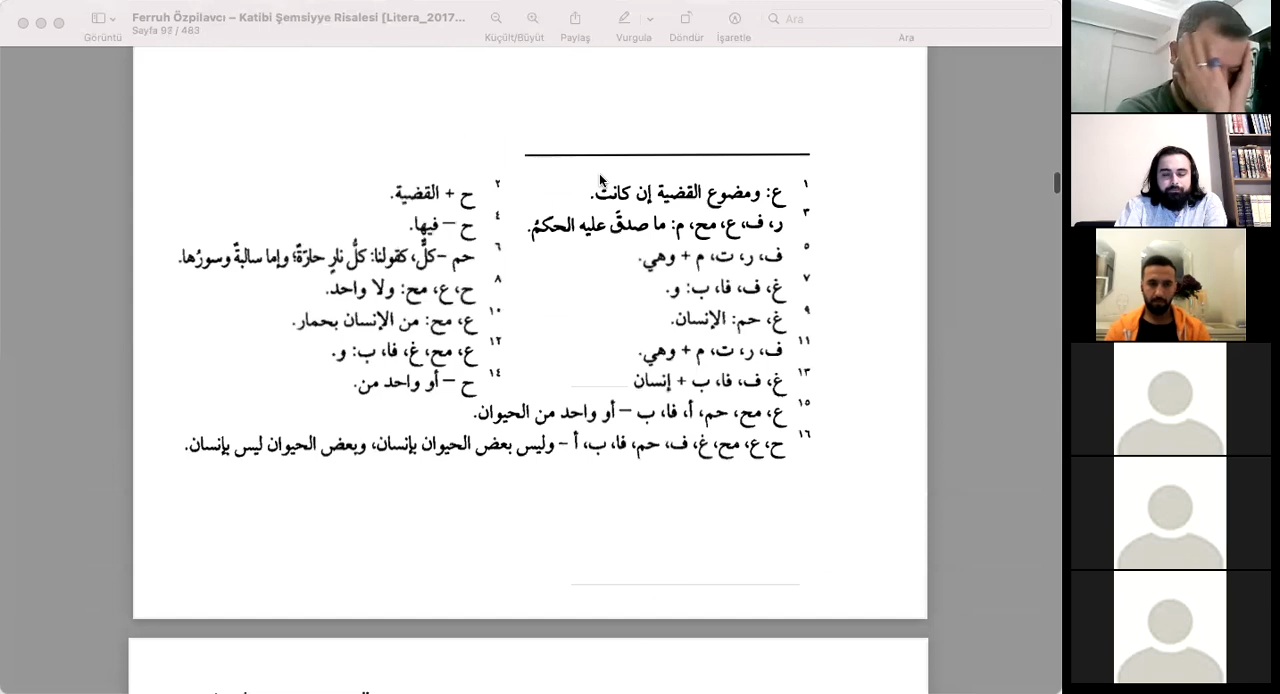 Ferruh Özpilavcı – Katibi Şemsiyye Risalesi [Litera_2017...
Sayfa 98 / 483
Görüntü
Küçült/Büyüt
Paylaş
Vurgula
Döndür
İşaretle
Ara
Ara
١ ع: وموضوع القضية إن كانت.
٢ ح + القضية.
٣ ر، ف، ع، مح، م: ما صدقَ عليه الحكمُ.
٤ ح – فيها.
٥ ف، ر، ت، م + وهي.
٦ حم –كلٌّ، كقولنا: كلُّ نارٍ حارّةٌ؛ وإما سالبةٌ وسورُها.
٧ غ، ف، فا، ب: و.
٨ ح، ع، مح: ولا واحد.
٩ غ، حم: الإنسان.
١٠ ع، مح: من الإنسان بحمار.
١١ ف، ر، ت، م + وهي.
١٢ ع، مح، غ، فا، ب: و.
١٣ غ، ف، فا، ب + إنسان
١٤ ح – أو واحد من.
١٥ ع، مح، حم، أ، فا، ب – أو واحد من الحيوان.
١٦ ح، ع، مح، غ، ف، حم، فا، ب، أ – وليس بعض الحيوان بإنسان، وبعض الحيوان ليس بإنسان.